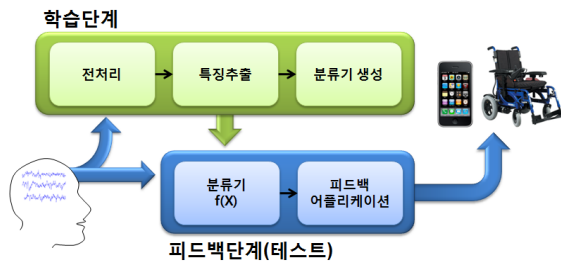 학습단계
전처리
특징추출
분류기 생성
분류기
f(X)
피드백
어플리케이션
피드백단계(테스트)